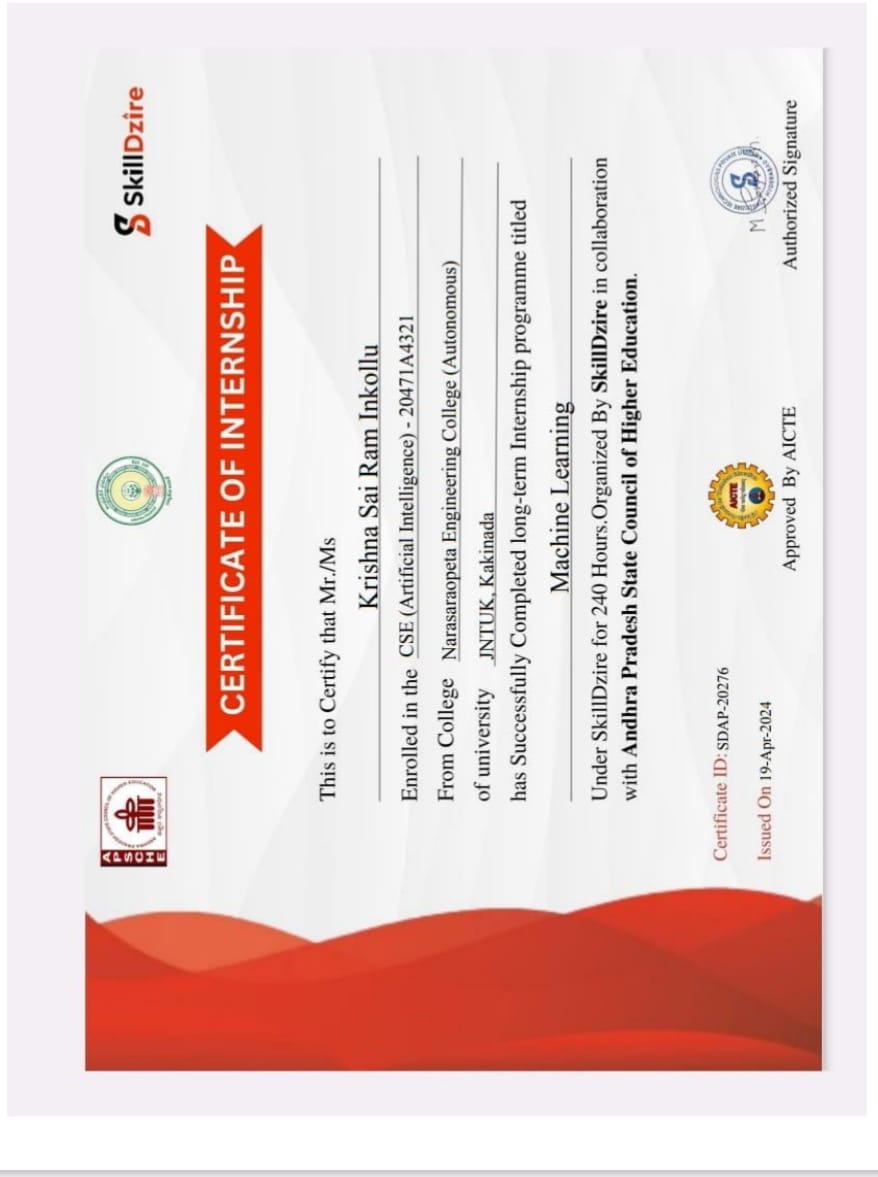 APSCHE
SkillDzire
CERTIFICATE OF INTERNSHIP
This is to Certify that Mr./Ms
Krishna Sai Ram Inkollu
Enrolled in the CSE (Artificial Intelligence) - 20471A4321
From College Narasaraopeta Engineering College (Autonomous)
of university JNTUK, Kakinada
has Successfully Completed long-term Internship programme titled
Machine Learning
Under SkillDzire for 240 Hours.Organized By SkillDzire in collaboration
with Andhra Pradesh State Council of Higher Education.
Certificate ID: SDAP-20276
Issued On 19-Apr-2024
AICTE
Approved By AICTE
Authorized Signature